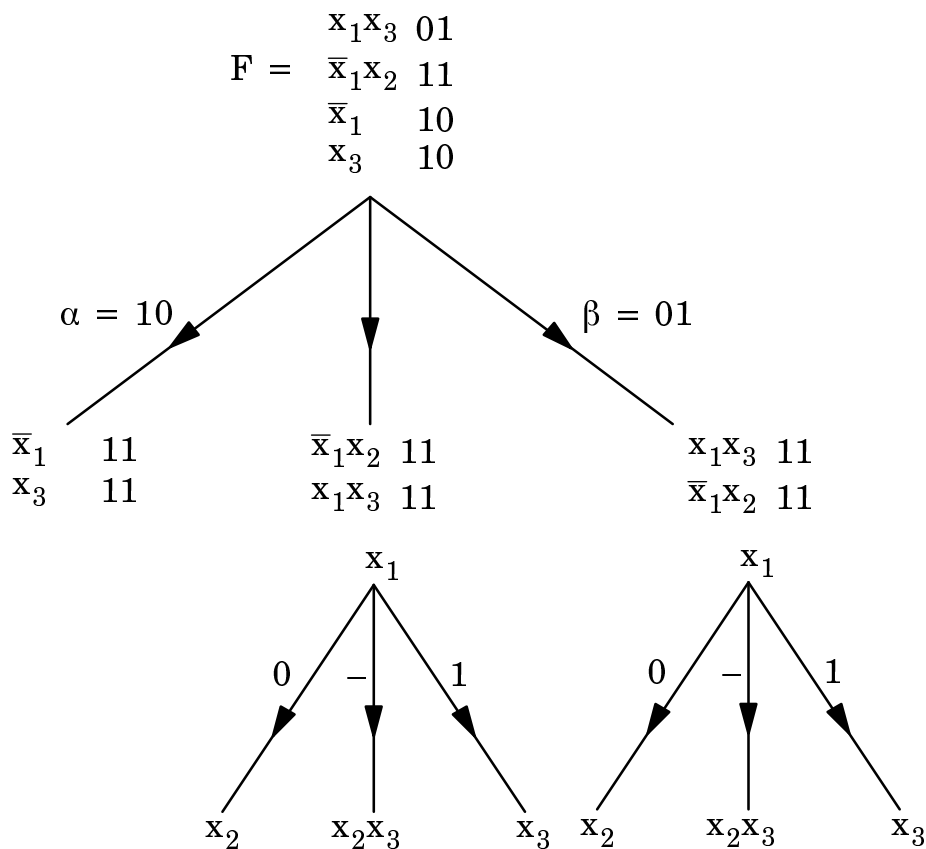 x₁x₃ 01
F = x̅₁x₂ 11
x̅₁ 10
x₃ 10
α = 10
β = 01
x̅₁ 11
x₃ 11
x̅₁x₂ 11
x₁x₃ 11
x₁x₃ 11
x̅₁x₂ 11
x₁
0 – 1
x₂ x₂x₃ x₃
x₁
0 – 1
x₂ x₂x₃ x₃